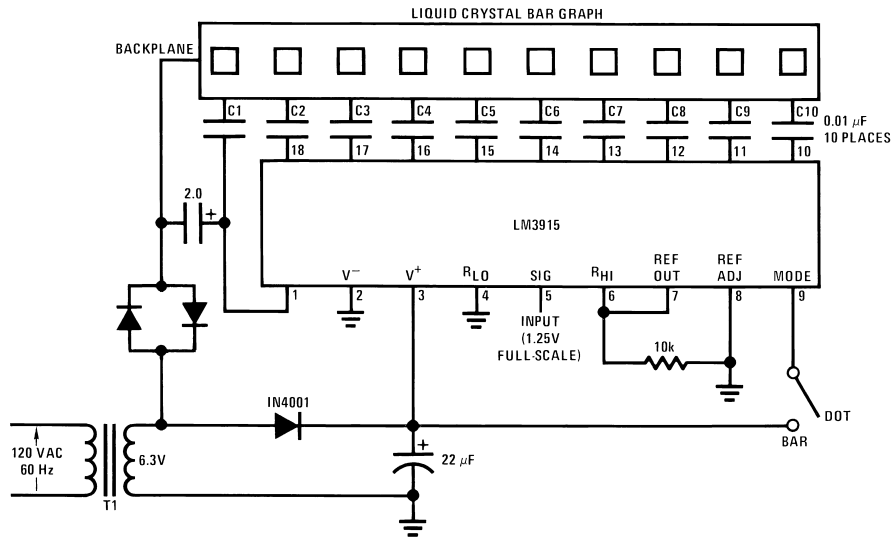 LIQUID CRYSTAL BAR GRAPH
BACKPLANE
C1 C2 C3 C4 C5 C6 C7 C8 C9 C10
0.01 μF
10 PLACES
18 17 16 15 14 13 12 11 10
2.0
+
LM3915
V− V+ RLO SIG RHI REF OUT REF ADJ MODE
1 2 3 4 5 6 7 8 9
INPUT
(1.25V
FULL-SCALE)
10k
IN4001
DOT
BAR
120 VAC
60 Hz
6.3V
+
22 μF
T1